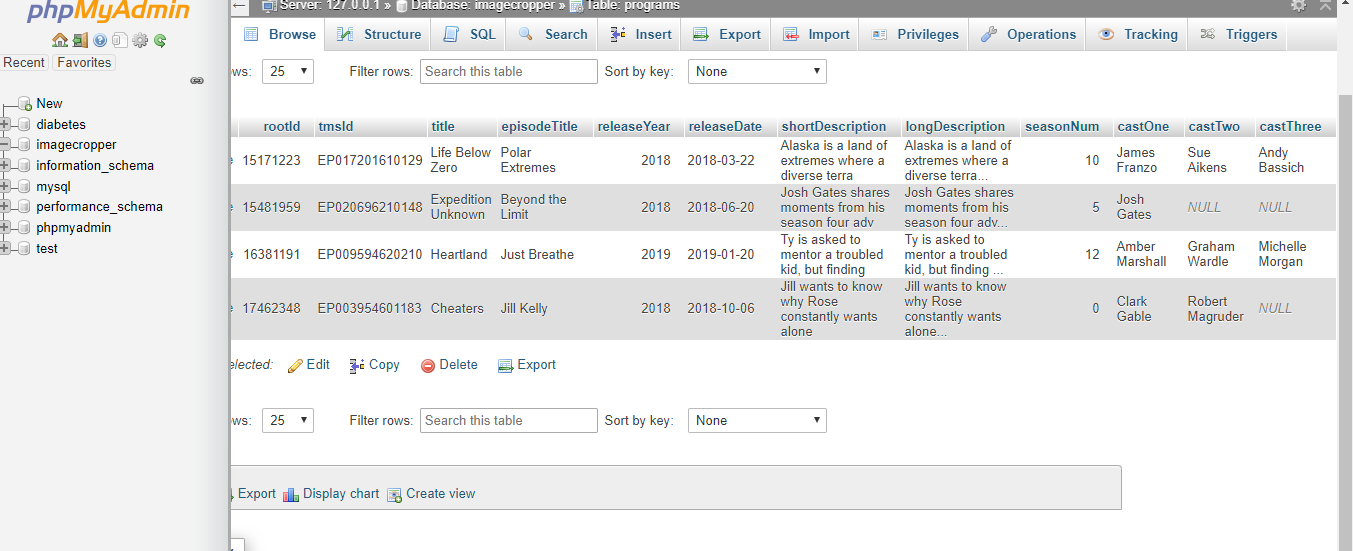 phpMyAdmin
Server: 127.0.0.1 » Database: imagecropper » Table: programs
Browse Structure SQL Search Insert Export Import Privileges Operations Tracking Triggers
Recent Favorites
ws: 25 Filter rows: Search this table Sort by key: None
New
diabetes
imagecropper
information_schema
mysql
performance_schema
phpmyadmin
test
rootId tmsId title episodeTitle releaseYear releaseDate shortDescription longDescription seasonNum castOne castTwo castThree
15171223 EP017201610129 Life Below Zero Polar Extremes 2018 2018-03-22 Alaska is a land of extremes where a diverse terra Alaska is a land of extremes where a diverse terra... 10 James Franzo Sue Aikens Andy Bassich
15481959 EP020696210148 Expedition Unknown Beyond the Limit 2018 2018-06-20 Josh Gates shares moments from his season four adv Josh Gates shares moments from his season four adv... 5 Josh Gates NULL NULL
16381191 EP009594620210 Heartland Just Breathe 2019 2019-01-20 Ty is asked to mentor a troubled kid, but finding Ty is asked to mentor a troubled kid, but finding ... 12 Amber Marshall Graham Wardle Michelle Morgan
17462348 EP003954601183 Cheaters Jill Kelly 2018 2018-10-06 Jill wants to know why Rose constantly wants alone Jill wants to know why Rose constantly wants alone... 0 Clark Gable Robert Magruder NULL
elected: Edit Copy Delete Export
ws: 25 Filter rows: Search this table Sort by key: None
Export Display chart Create view